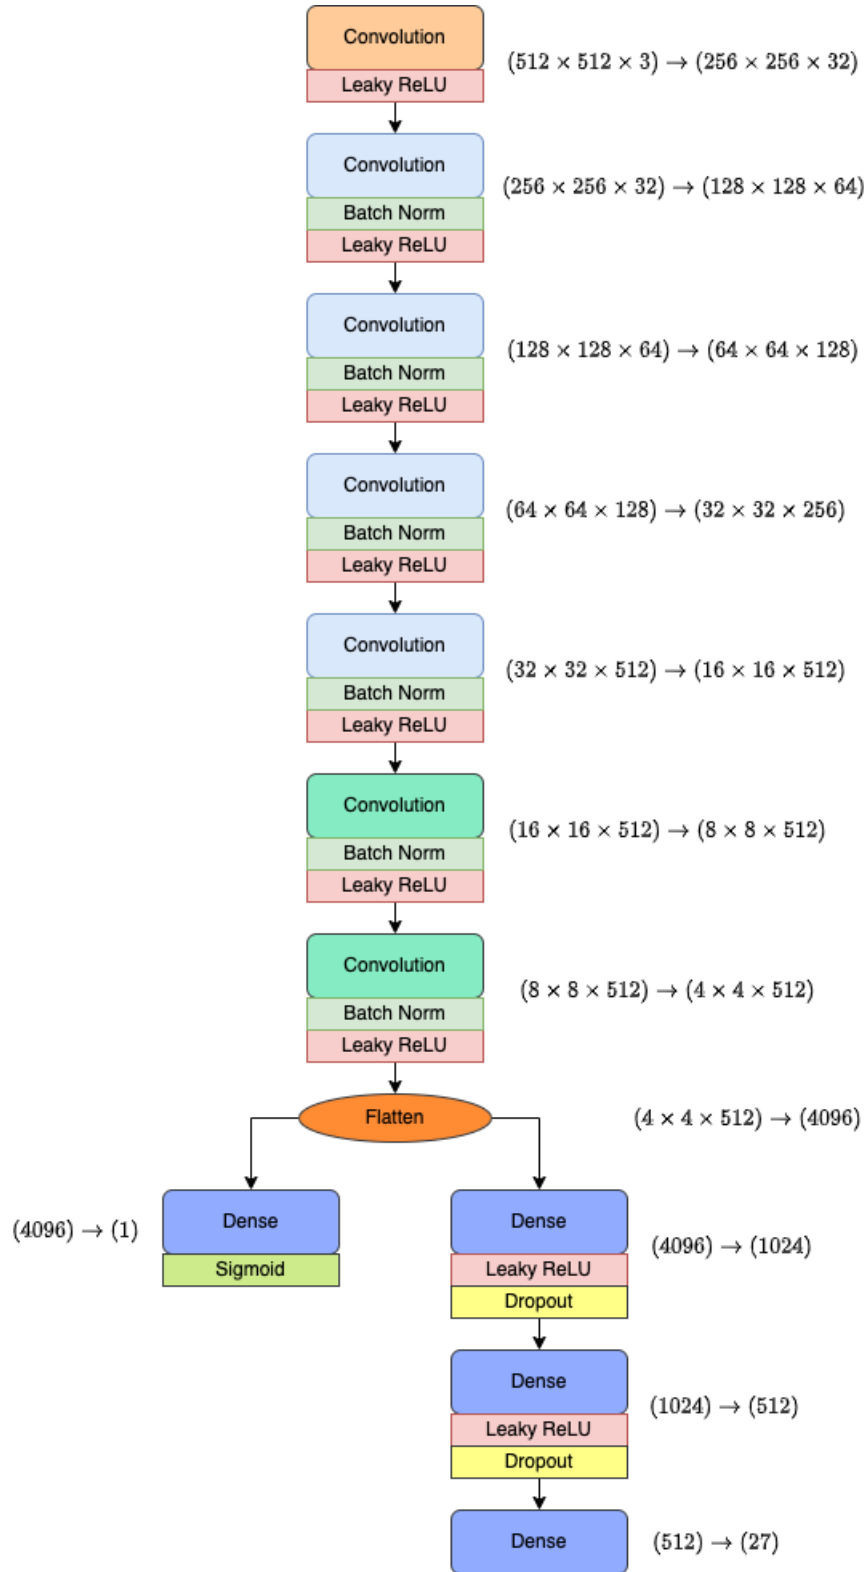 Convolution
Leaky ReLU
(512 × 512 × 3) → (256 × 256 × 32)
Convolution
Batch Norm
Leaky ReLU
(256 × 256 × 32) → (128 × 128 × 64)
Convolution
Batch Norm
Leaky ReLU
(128 × 128 × 64) → (64 × 64 × 128)
Convolution
Batch Norm
Leaky ReLU
(64 × 64 × 128) → (32 × 32 × 256)
Convolution
Batch Norm
Leaky ReLU
(32 × 32 × 512) → (16 × 16 × 512)
Convolution
Batch Norm
Leaky ReLU
(16 × 16 × 512) → (8 × 8 × 512)
Convolution
Batch Norm
Leaky ReLU
(8 × 8 × 512) → (4 × 4 × 512)
Flatten
(4 × 4 × 512) → (4096)
(4096) → (1)
Dense
Sigmoid
Dense
Leaky ReLU
Dropout
(4096) → (1024)
Dense
Leaky ReLU
Dropout
(1024) → (512)
Dense
(512) → (27)